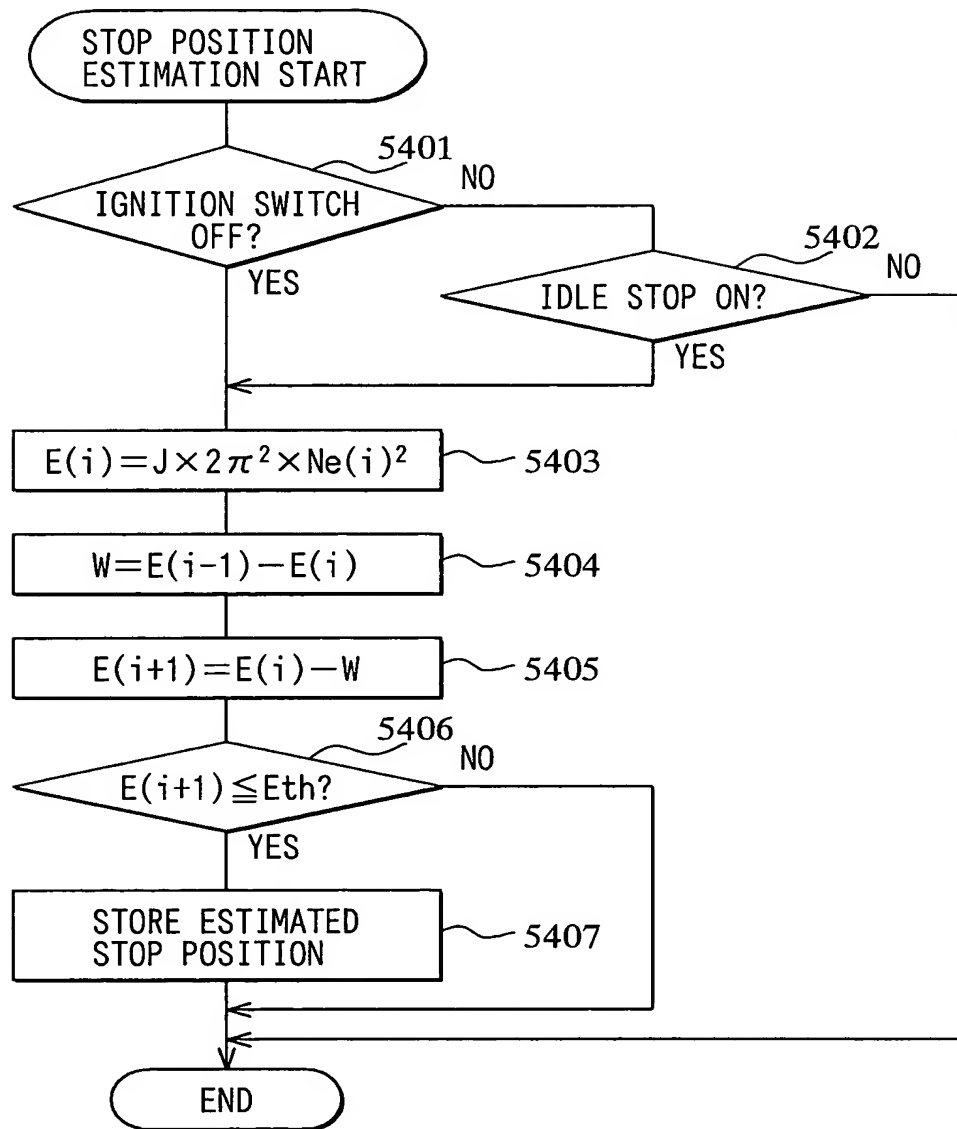 STOP POSITION
ESTIMATION START
5401
NO
IGNITION SWITCH
OFF?
YES
5402
NO
IDLE STOP ON?
YES
E(i)=J×2π²×Ne(i)²
5403
W=E(i-1)−E(i)
5404
E(i+1)=E(i)−W
5405
5406
NO
E(i+1)≦Eth?
YES
STORE ESTIMATED
STOP POSITION
5407
END